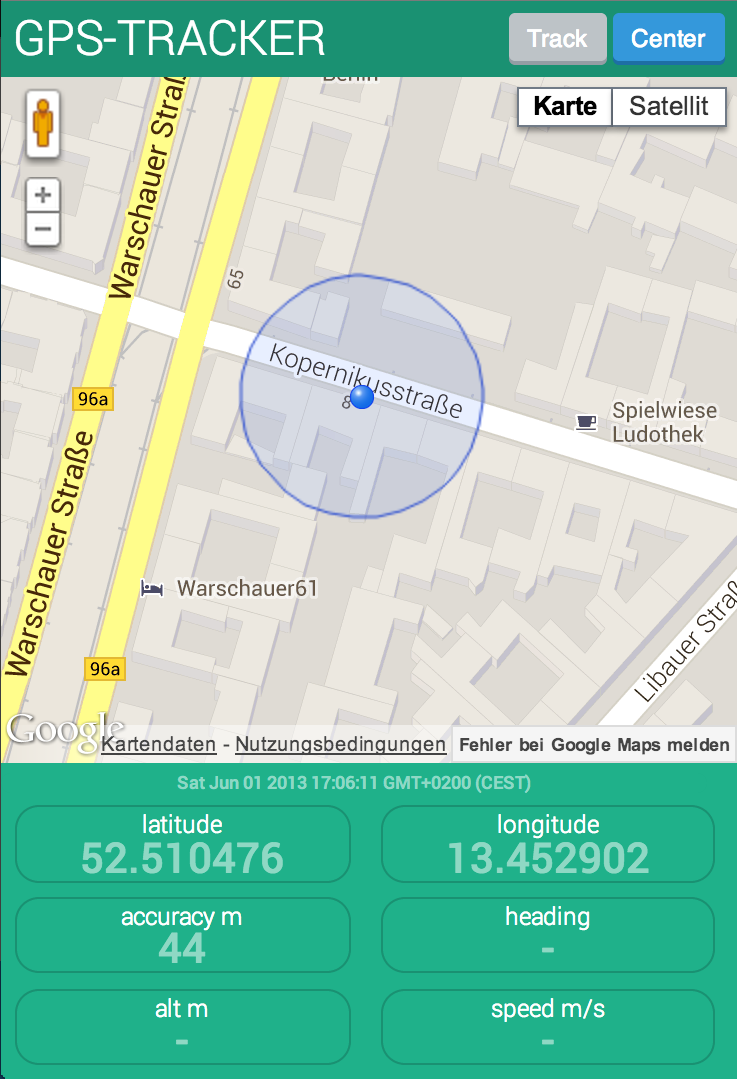 GPS-TRACKER
Track
Center
Berlin
Karte
Satellit
Warschauer Straß
+
−
65
Kopernikusstraße
8
96a
Spielwiese
Ludothek
Warschauer Straße
Warschauer61
96a
Libauer Straß
Google
Kartendaten - Nutzungsbedingungen
Fehler bei Google Maps melden
Sat Jun 01 2013 17:06:11 GMT+0200 (CEST)
latitude
52.510476
longitude
13.452902
accuracy m
44
heading
-
alt m
-
speed m/s
-